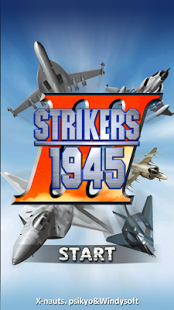 STRIKERS
III
1945
START
X-nauts, psikyo&Windysoft